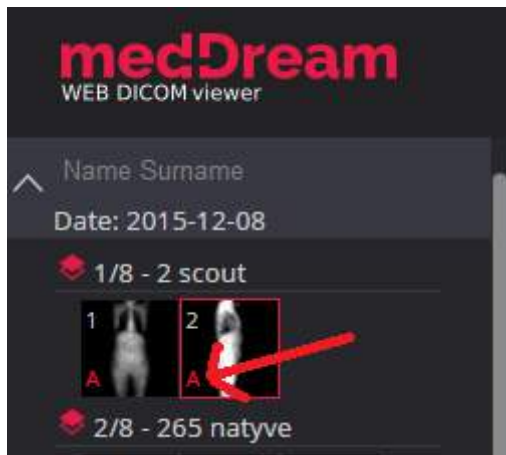 medDream
WEB DICOM viewer
Name Surname
Date: 2015-12-08
1/8 - 2 scout
1 2
A A
2/8 - 265 natyve